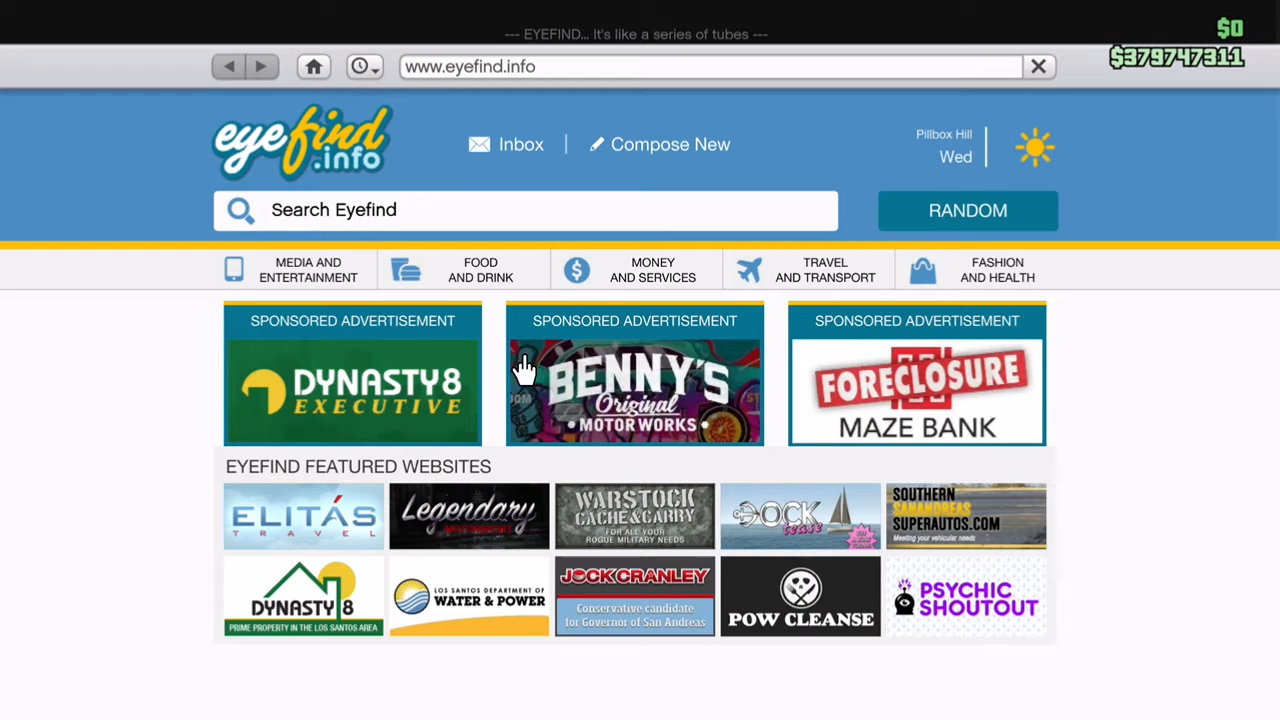 --- EYEFIND... It's like a series of tubes ---
$0
$379747311
www.eyefind.info
eyefind
.info
Inbox
Compose New
Pillbox Hill
Wed
Search Eyefind
RANDOM
MEDIA AND
ENTERTAINMENT
FOOD
AND DRINK
MONEY
AND SERVICES
TRAVEL
AND TRANSPORT
FASHION
AND HEALTH
SPONSORED ADVERTISEMENT
DYNASTY 8
EXECUTIVE
SPONSORED ADVERTISEMENT
BENNY'S
Original
• MOTOR WORKS •
SPONSORED ADVERTISEMENT
FORECLOSURE
MAZE BANK
EYEFIND FEATURED WEBSITES
ELITÁS
TRAVEL
Legendary
WARSTOCK
CACHE & CARRY
FOR ALL YOUR
ROGUE MILITARY NEEDS
DOCK
tease
SOUTHERN
SANANDREAS
SUPERAUTOS.COM
Meeting your vehicular needs
DYNASTY 8
PRIME PROPERTY IN THE LOS SANTOS AREA
LOS SANTOS DEPARTMENT OF
WATER & POWER
JOCK CRANLEY
Conservative candidate
for Governor of San Andreas
POW CLEANSE
PSYCHIC
SHOUTOUT